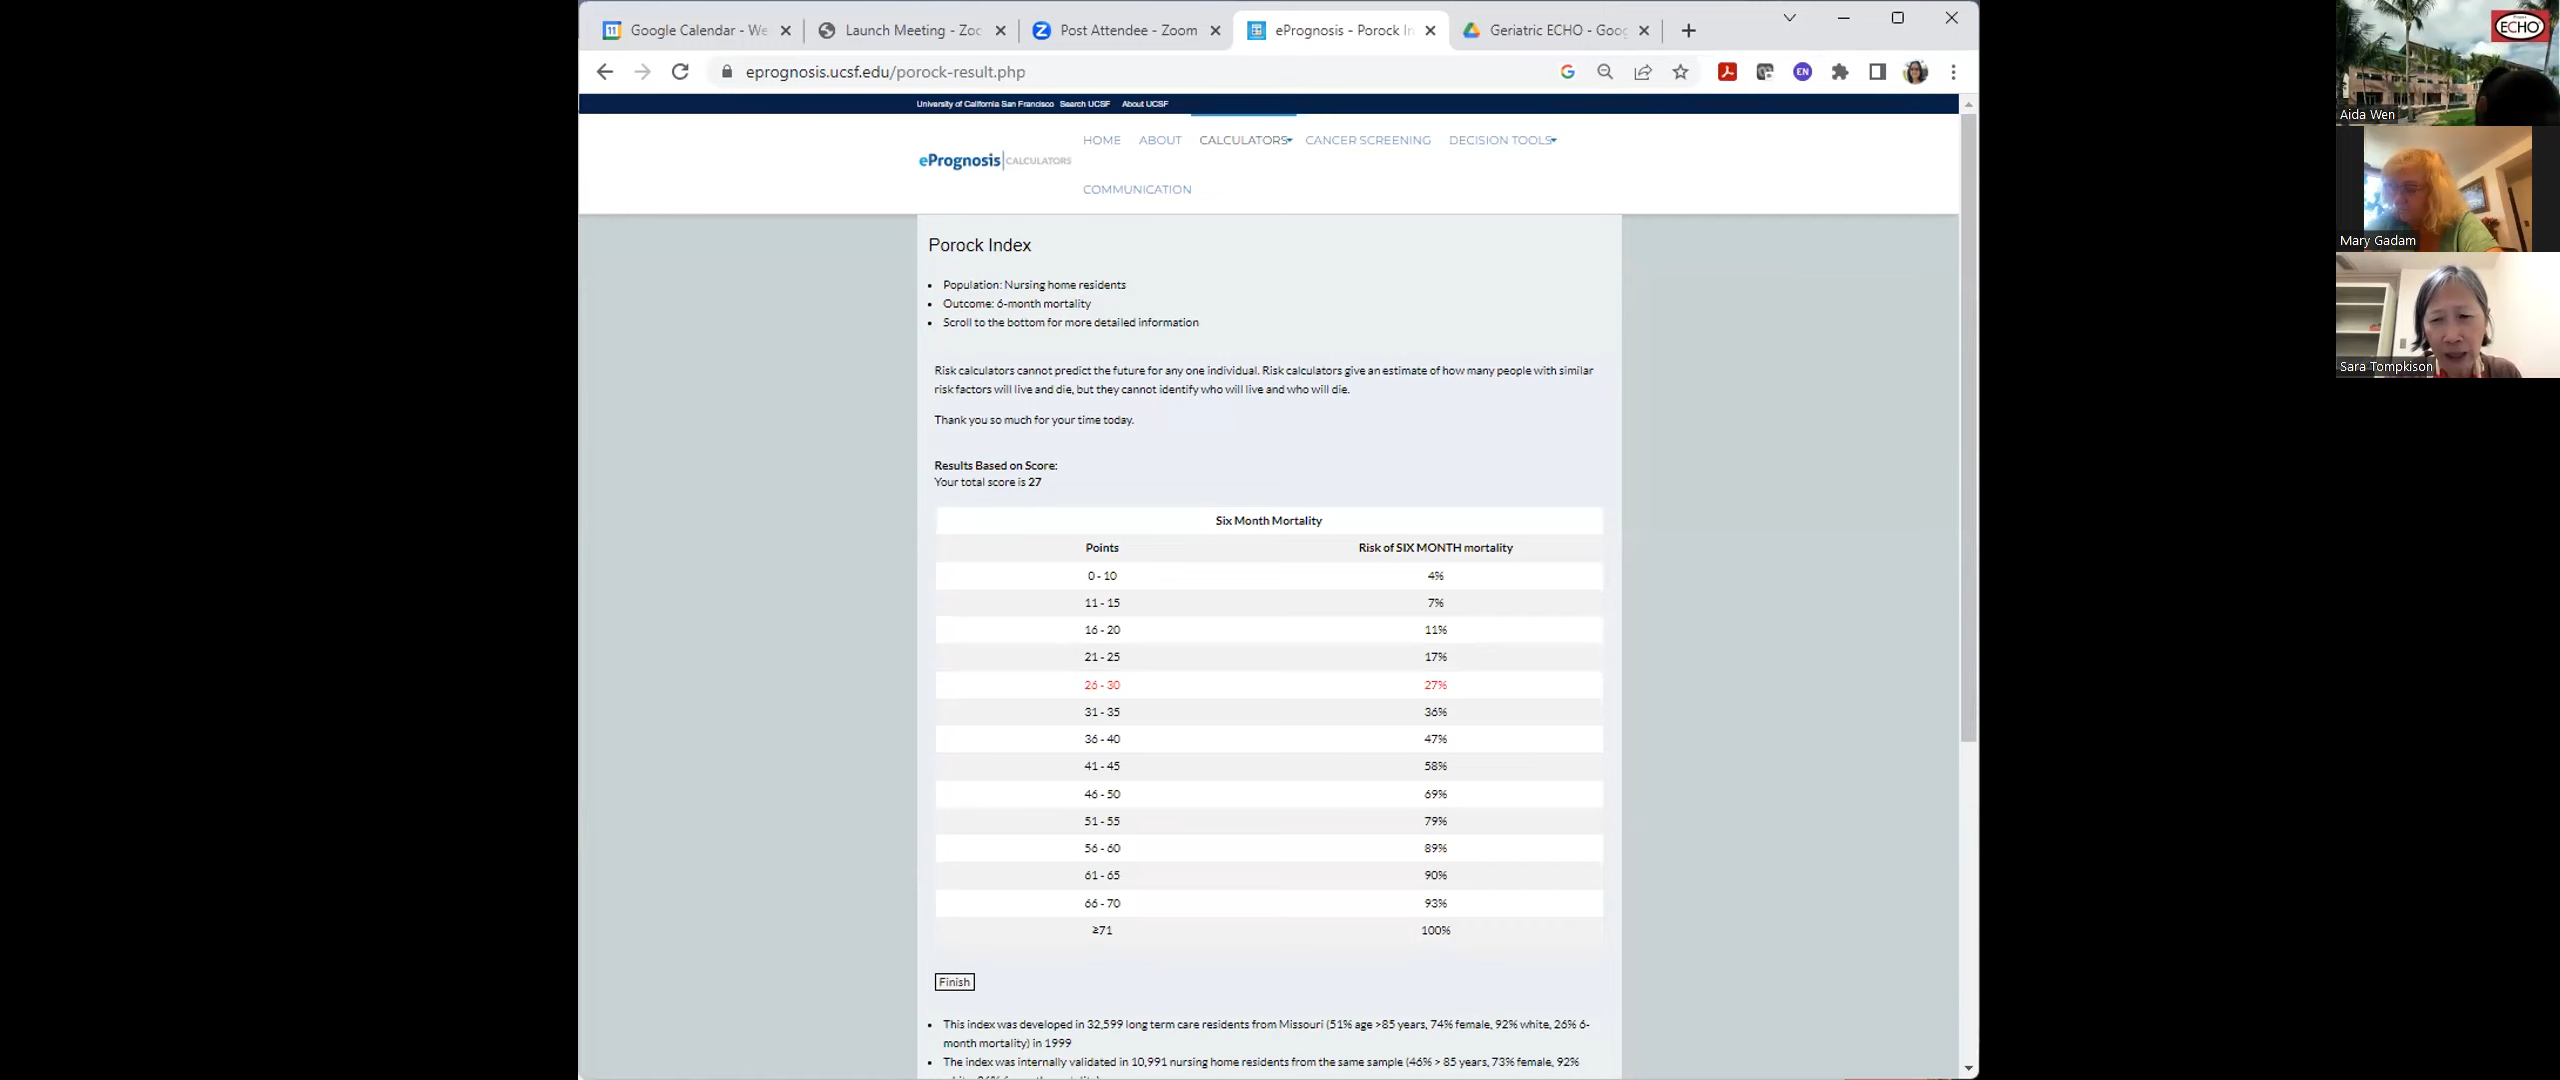 Google Calendar - We
Launch Meeting - Zoo
Post Attendee - Zoom
ePrognosis - Porock In
Geriatric ECHO - Goog
eprognosis.ucsf.edu/porock-result.php
EN
University of California San Francisco Search UCSF About UCSF
HOME ABOUT CALCULATORS CANCER SCREENING DECISION TOOLS
ePrognosis CALCULATORS
COMMUNICATION
Porock Index
• Population: Nursing home residents
• Outcome: 6-month mortality
• Scroll to the bottom for more detailed information
Risk calculators cannot predict the future for any one individual. Risk calculators give an estimate of how many people with similar
risk factors will live and die, but they cannot identify who will live and who will die.
Thank you so much for your time today.
Results Based on Score:
Your total score is 27
Six Month Mortality
Points Risk of SIX MONTH mortality
0 - 10 4%
11 - 15 7%
16 - 20 11%
21 - 25 17%
26 - 30 27%
31 - 35 36%
36 - 40 47%
41 - 45 58%
46 - 50 69%
51 - 55 79%
56 - 60 89%
61 - 65 90%
66 - 70 93%
≥71 100%
Finish
• This index was developed in 32,599 long term care residents from Missouri (51% age >85 years, 74% female, 92% white, 26% 6-
month mortality) in 1999
• The index was internally validated in 10,991 nursing home residents from the same sample (46% > 85 years, 73% female, 92%
ECHO
Aida Wen
Mary Gadam
Sara Tompkison